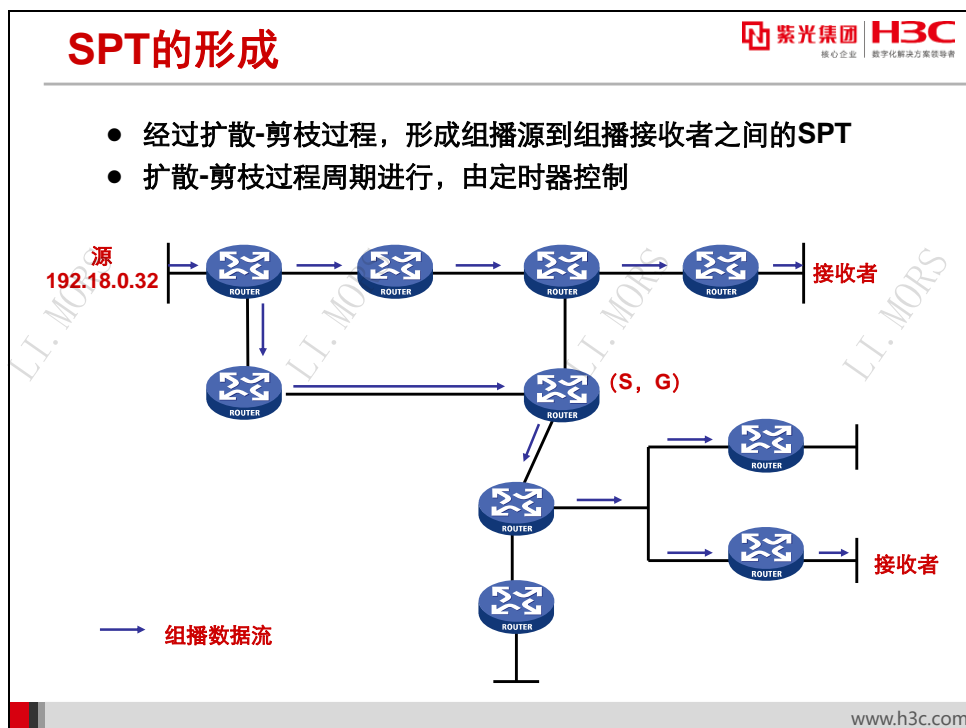 SPT的形成
紫光集团
核心企业
H3C
数字化解决方案领导者
● 经过扩散-剪枝过程，形成组播源到组播接收者之间的SPT
● 扩散-剪枝过程周期进行，由定时器控制
源
192.18.0.32
ROUTER
ROUTER
ROUTER
ROUTER
接收者
LI. MORS
LI. MORS
LI. MORS
LI. MORS
ROUTER
ROUTER
（S，G）
ROUTER
ROUTER
ROUTER
接收者
ROUTER
组播数据流
www.h3c.com